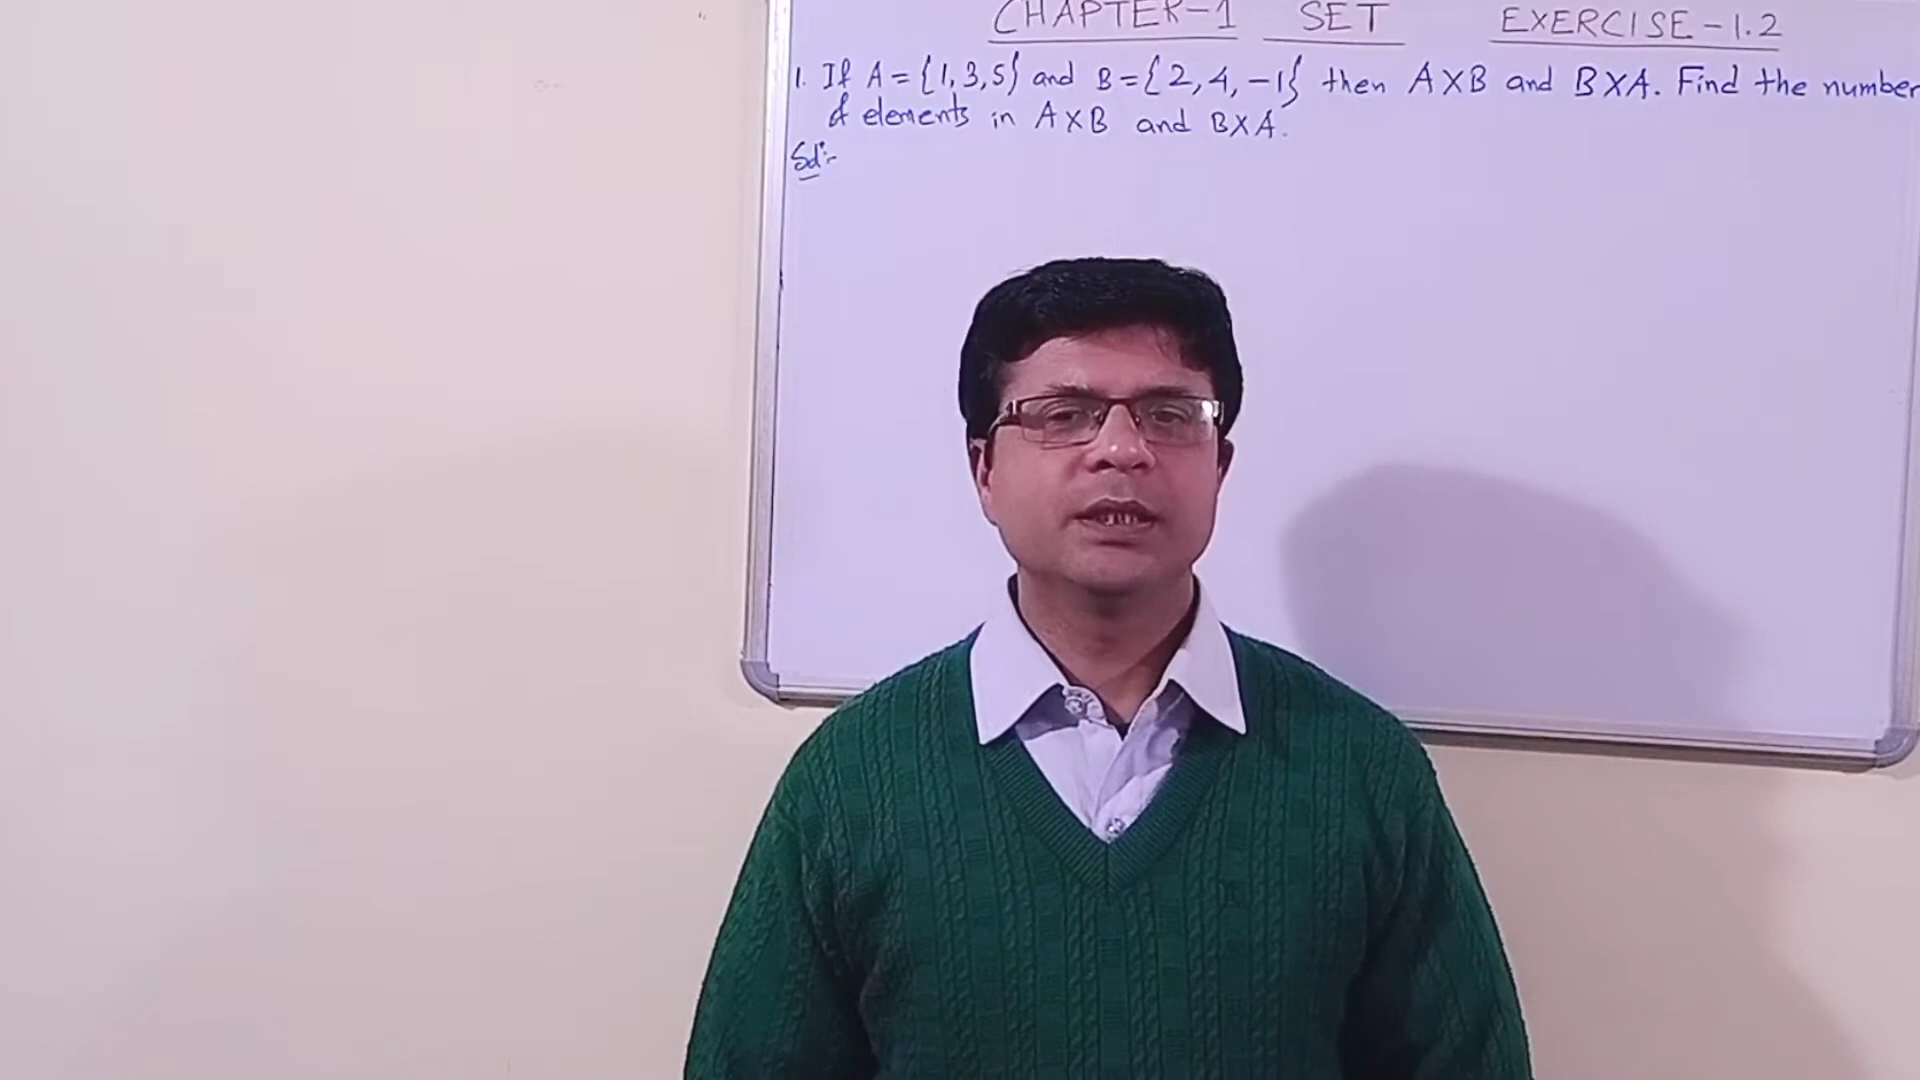 CHAPTER-1 SET EXERCISE-1.2
1. If A = {1, 3, 5} and B = {2, 4, -1} then A X B and B X A. Find the number
of elements in A X B and B X A.
Sol:-